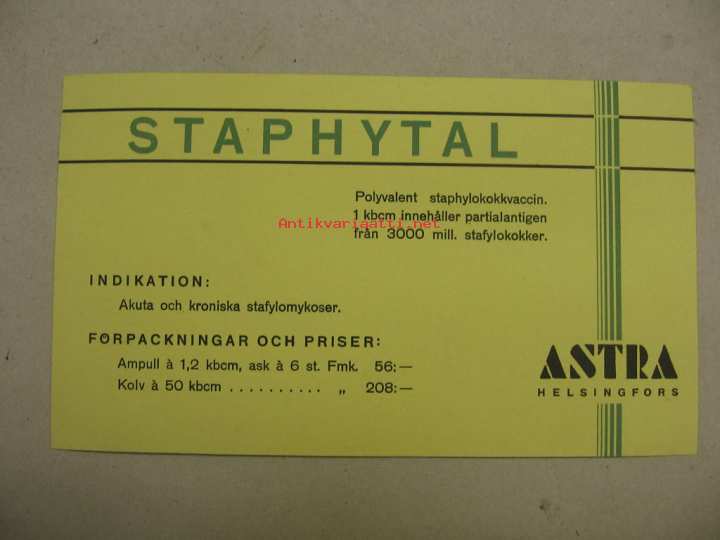 STAPHYTAL
Polyvalent staphylokokkvaccin.
1 kbcm innehåller partialantigen
Antikvariaatti.net
från 3000 mill. stafylokokker.
INDIKATION:
Akuta och kroniska stafylomykoser.
FÖRPACKNINGAR OCH PRISER:
Ampull à 1,2 kbcm, ask à 6 st. Fmk. 56:—
Kolv à 50 kbcm . . . . . . . . . . „ 208:—
ASTRA
HELSINGFORS